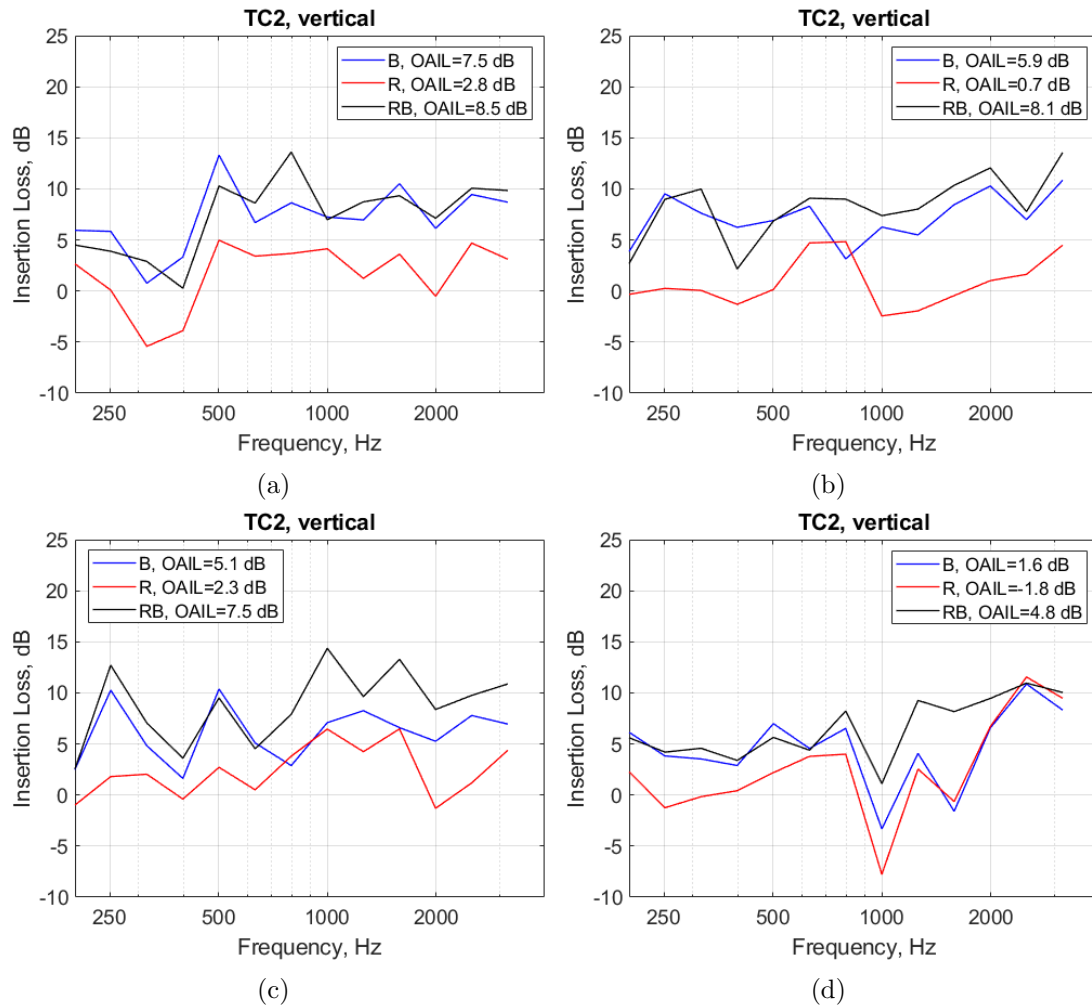 TC2, vertical
25
20
15
10
5
0
-5
-10
Insertion Loss, dB
B, OAIL=7.5 dB
R, OAIL=2.8 dB
RB, OAIL=8.5 dB
250
500
1000
2000
Frequency, Hz
(a)
TC2, vertical
25
20
15
10
5
0
-5
-10
Insertion Loss, dB
B, OAIL=5.9 dB
R, OAIL=0.7 dB
RB, OAIL=8.1 dB
250
500
1000
2000
Frequency, Hz
(b)
TC2, vertical
25
20
15
10
5
0
-5
-10
Insertion Loss, dB
B, OAIL=5.1 dB
R, OAIL=2.3 dB
RB, OAIL=7.5 dB
250
500
1000
2000
Frequency, Hz
(c)
TC2, vertical
25
20
15
10
5
0
-5
-10
Insertion Loss, dB
B, OAIL=1.6 dB
R, OAIL=-1.8 dB
RB, OAIL=4.8 dB
250
500
1000
2000
Frequency, Hz
(d)